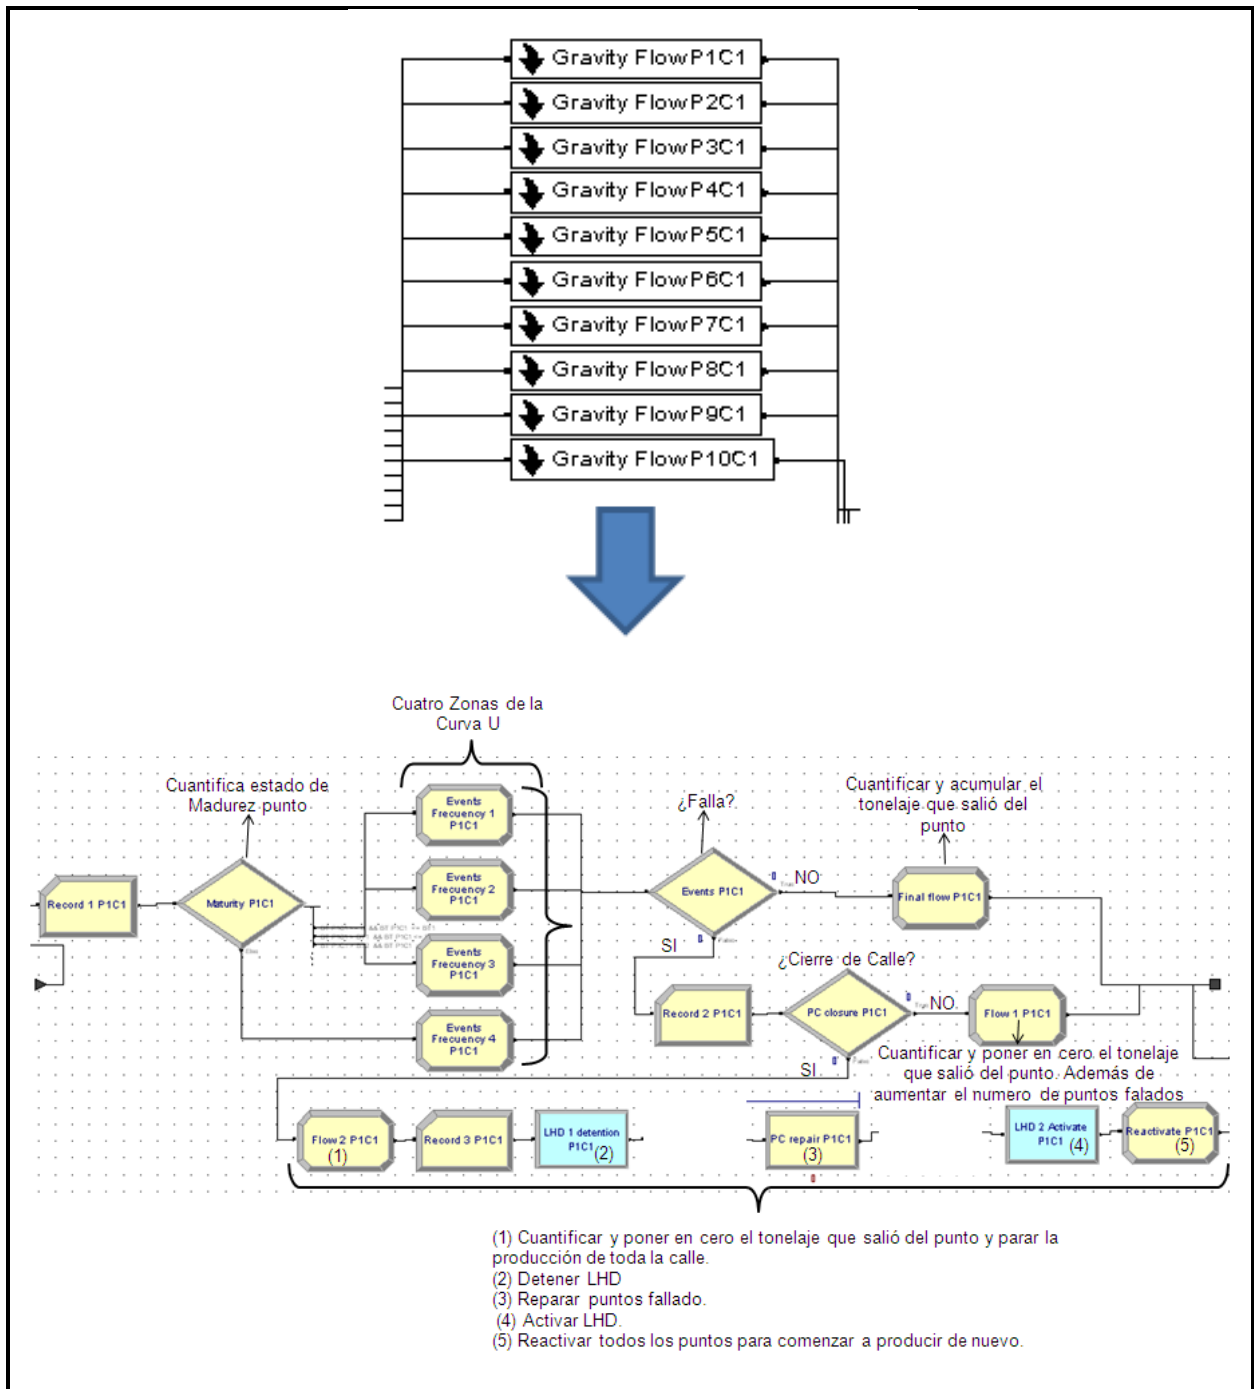 Gravity Flow P1C1
Gravity Flow P2C1
Gravity Flow P3C1
Gravity Flow P4C1
Gravity Flow P5C1
Gravity Flow P6C1
Gravity Flow P7C1
Gravity Flow P8C1
Gravity Flow P9C1
Gravity Flow P10C1
Cuatro Zonas de la
Curva U
Cuantifica estado de
Madurez punto
¿Falla?
Cuantificar y acumular el
tonelaje que salió del
punto
Events
Frecuency 1
P1C1
Events
Frecuency 2
P1C1
Events
Frecuency 3
P1C1
Events
Frecuency 4
P1C1
Record 1 P1C1
Maturity P1C1
Else
Events P1C1
True
NO
Final flow P1C1
SI
False
¿Cierre de Calle?
Record 2 P1C1
PC closure P1C1
True
NO
Flow 1 P1C1
SI
False
Cuantificar y poner en cero el tonelaje
que salió del punto. Además de
aumentar el numero de puntos falados
Flow 2 P1C1
(1)
Record 3 P1C1
LHD 1 detention
P1C1 (2)
PC repair P1C1
(3)
LHD 2 Activate
P1C1 (4)
Reactivate P1C1
(5)
(1) Cuantificar y poner en cero el tonelaje que salió del punto y parar la
producción de toda la calle.
(2) Detener LHD
(3) Reparar puntos fallado.
(4) Activar LHD.
(5) Reactivar todos los puntos para comenzar a producir de nuevo.